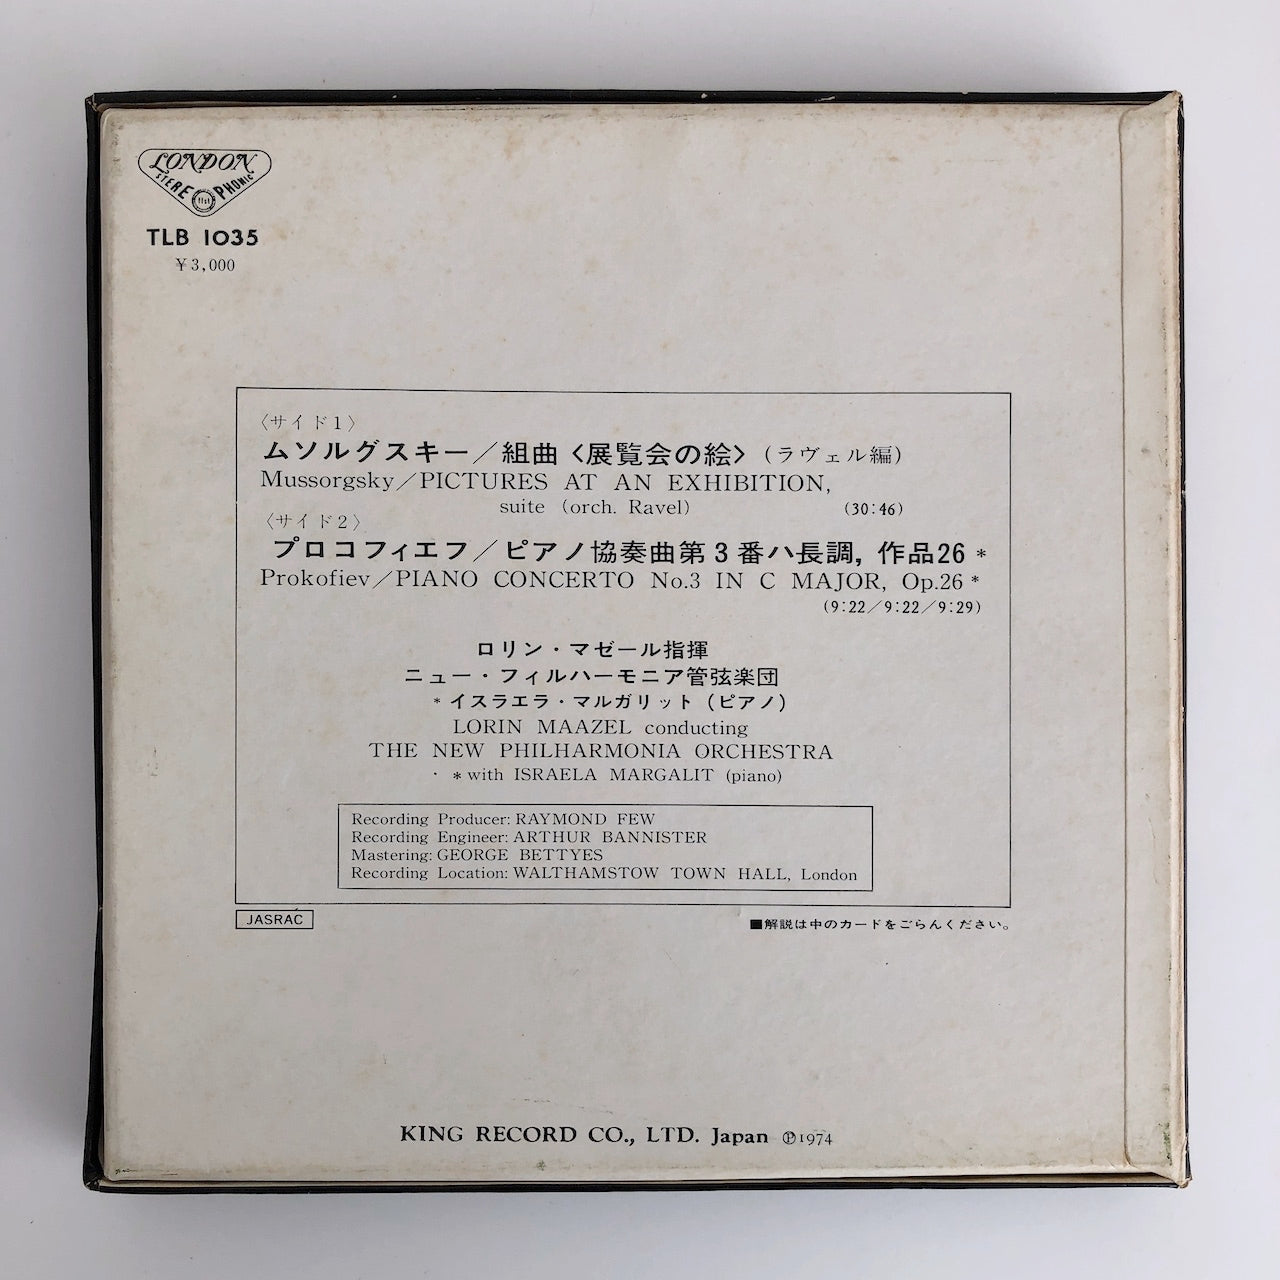 LONDON
STEREOPHONIC
TLB 1035
¥3,000
〈サイド1〉
ムソルグスキー／組曲〈展覧会の絵〉(ラヴェル編)
Mussorgsky／PICTURES AT AN EXHIBITION,
suite (orch. Ravel) (30:46)
〈サイド2〉
プロコフィエフ／ピアノ協奏曲第3番ハ長調, 作品26 *
Prokofiev／PIANO CONCERTO No.3 IN C MAJOR, Op.26 *
(9:22／9:22／9:29)
ロリン・マゼール指揮
ニュー・フィルハーモニア管弦楽団
* イスラエラ・マルガリット (ピアノ)
LORIN MAAZEL conducting
THE NEW PHILHARMONIA ORCHESTRA
* with ISRAELA MARGALIT (piano)
Recording Producer: RAYMOND FEW
Recording Engineer: ARTHUR BANNISTER
Mastering: GEORGE BETTYES
Recording Location: WALTHAMSTOW TOWN HALL, London
JASRAC
■解説は中のカードをごらんください。
KING RECORD CO., LTD. Japan ℗1974